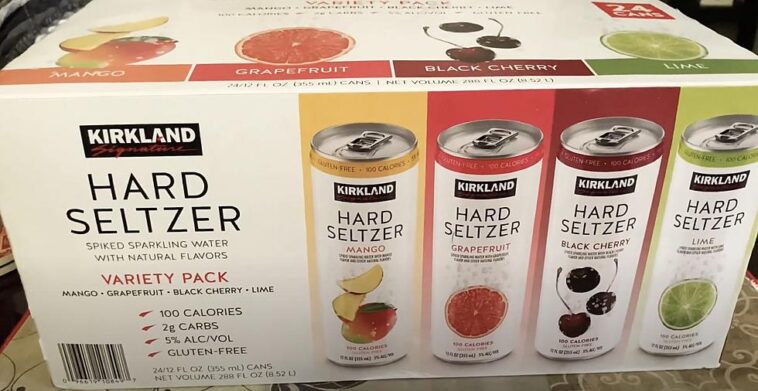 VARIETY PACK
MANGO • GRAPEFRUIT • BLACK CHERRY • LIME
100 CALORIES • 2g CARBS • 5% ALC/VOL • GLUTEN-FREE
24
CANS
MANGO
GRAPEFRUIT
BLACK CHERRY
LIME
24/12 FL OZ (355 mL) CANS | NET VOLUME 288 FL OZ (8.52 L)
KIRKLAND
Signature
HARD
SELTZER
SPIKED SPARKLING WATER
WITH NATURAL FLAVORS
VARIETY PACK
MANGO • GRAPEFRUIT • BLACK CHERRY • LIME
100 CALORIES
2g CARBS
5% ALC/VOL
GLUTEN-FREE
24/12 FL OZ (355 mL) CANS
NET VOLUME 288 FL OZ (8.52 L)
GLUTEN-FREE • 100 CALORIES
KIRKLAND
HARD
SELTZER
MANGO
100 CALORIES
GLUTEN-FREE • 100 CALORIES
KIRKLAND
HARD
SELTZER
GRAPEFRUIT
100 CALORIES
GLUTEN-FREE • 100 CALORIES
KIRKLAND
HARD
SELTZER
BLACK CHERRY
100 CALORIES
GLUTEN-FREE
KIRKLAND
HARD
SELTZER
LIME
100 CALORIES